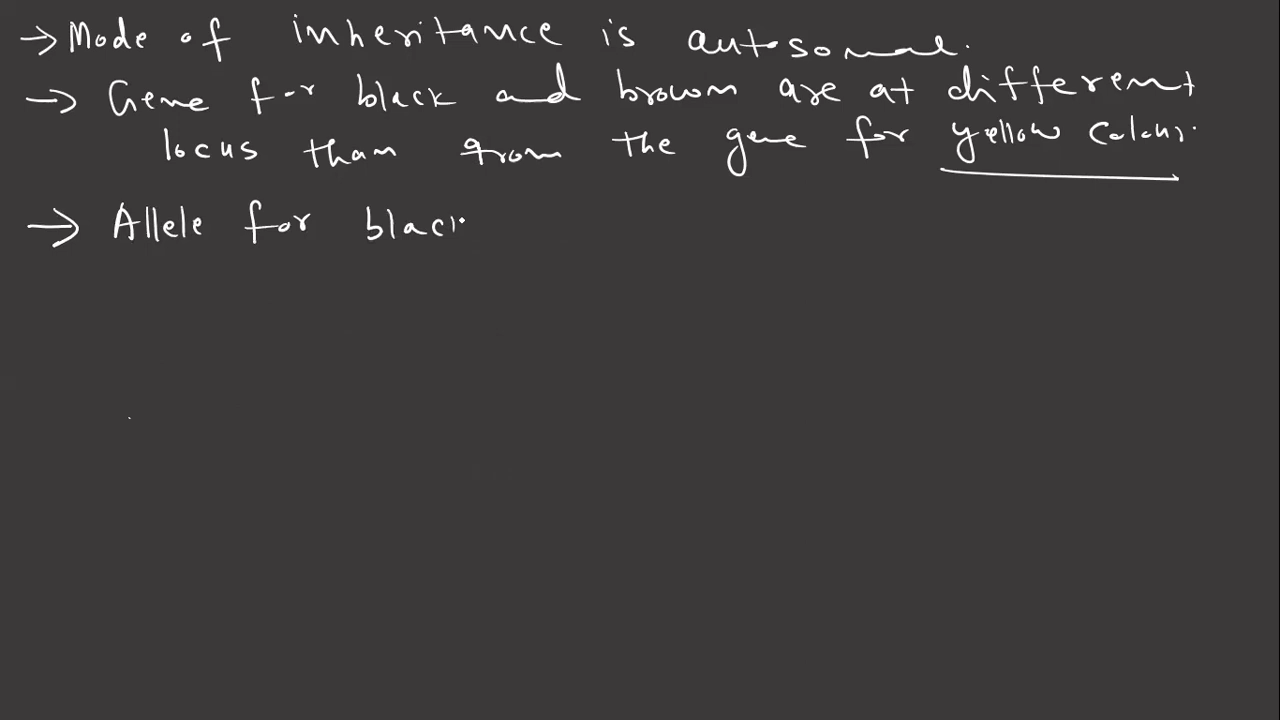 → Mode of inheritance is autosomal.
→ Gene for black and brown are at different
locus than from the gene for yellow colour.
→ Allele for blac